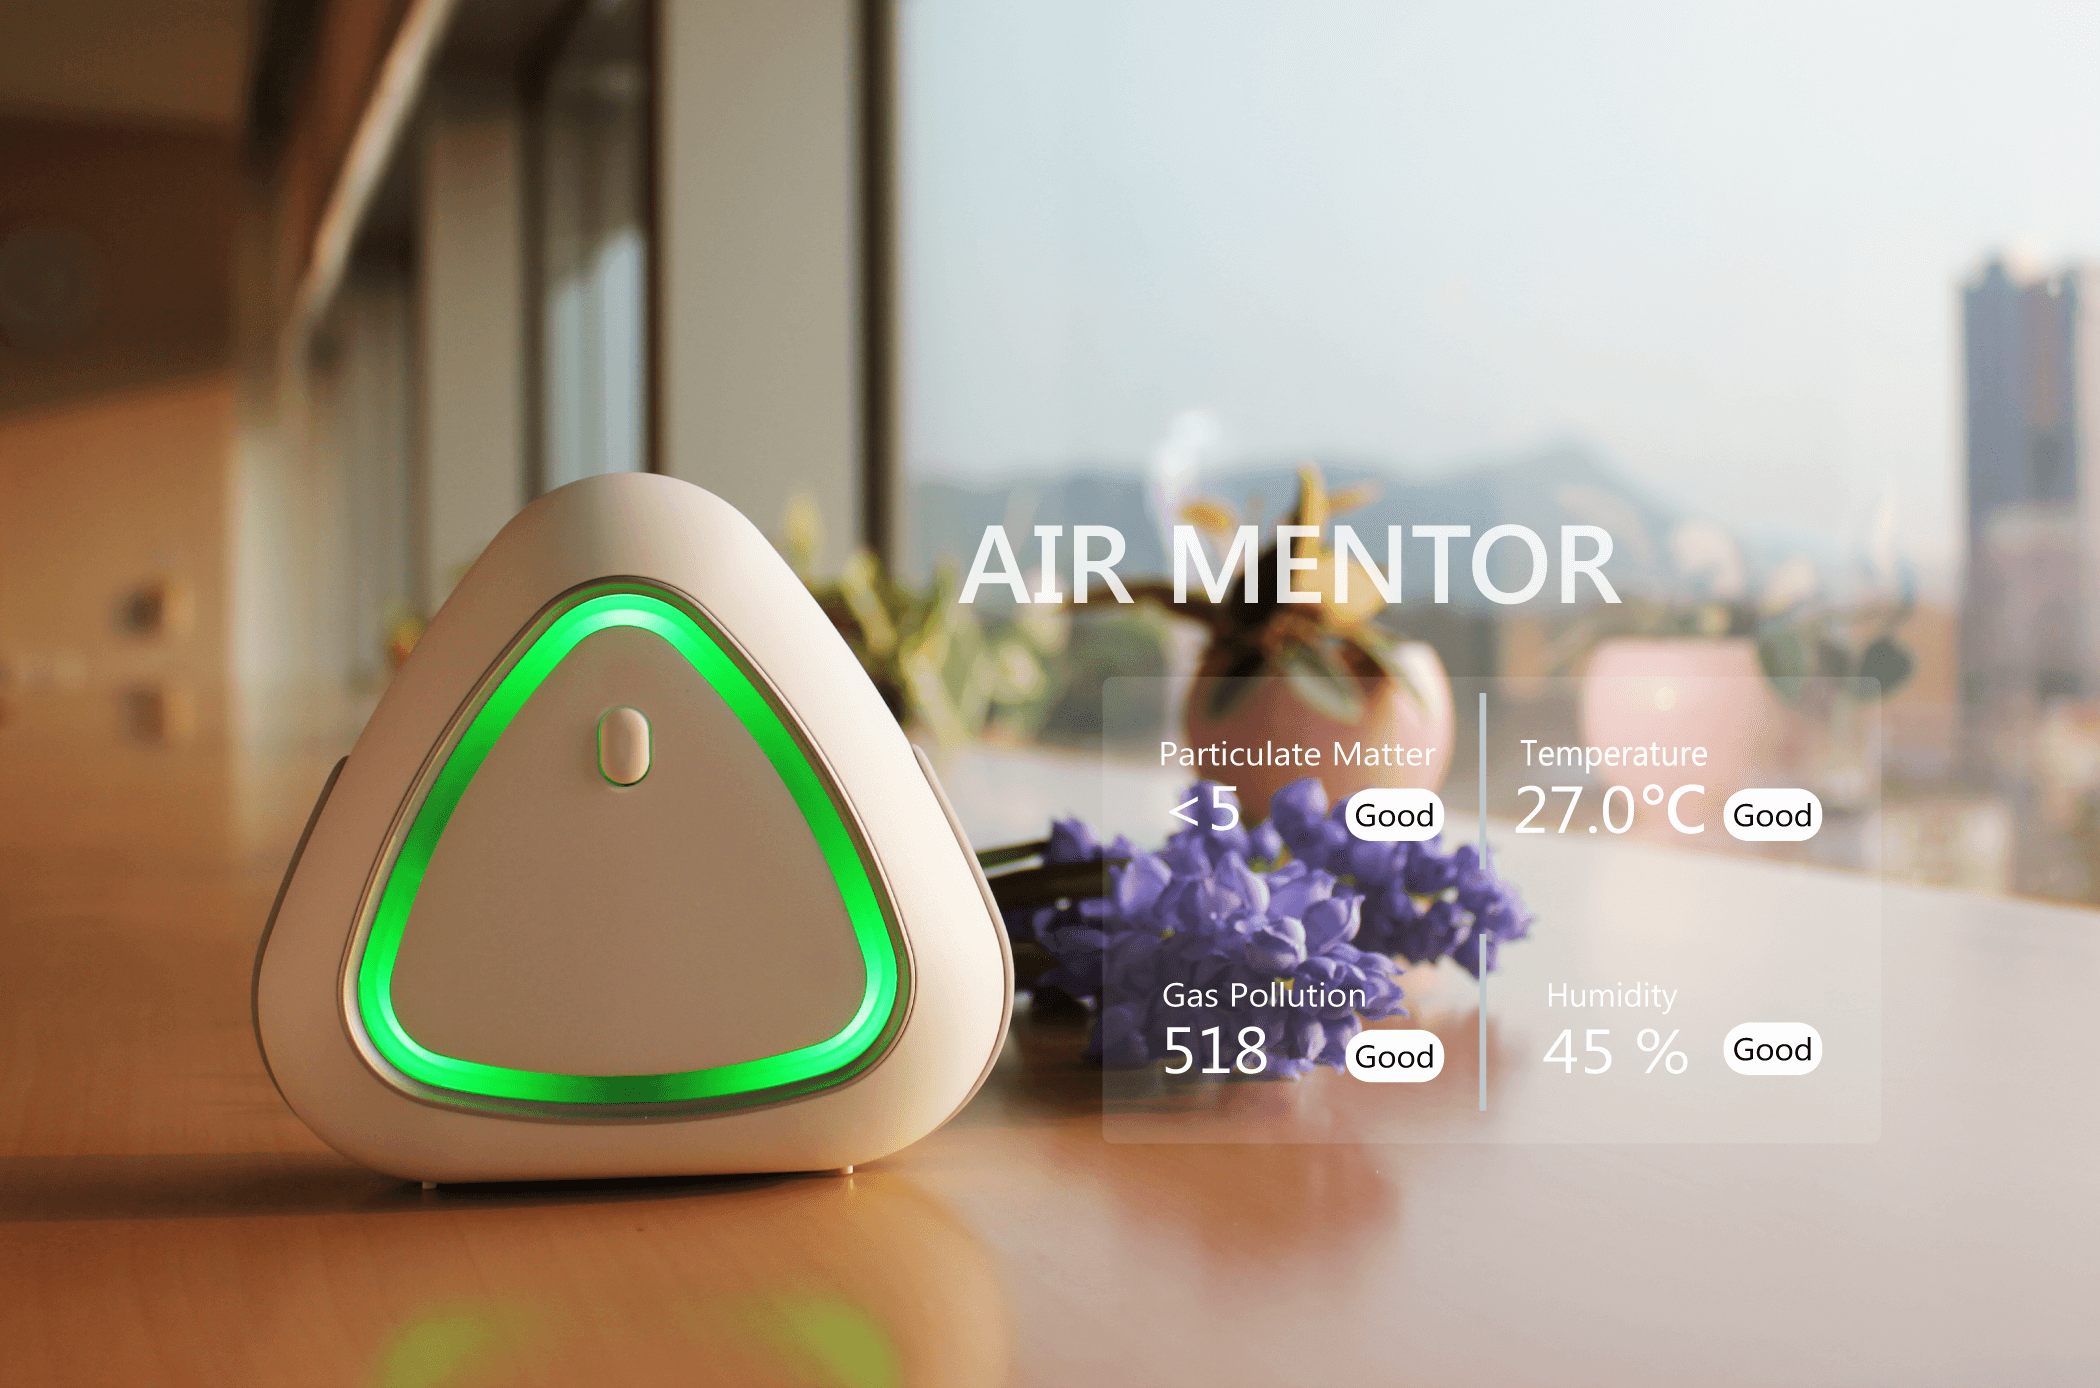 AIR MENTOR
Particulate Matter
<5 Good
Temperature
27.0°C Good
Gas Pollution
518 Good
Humidity
45 % Good